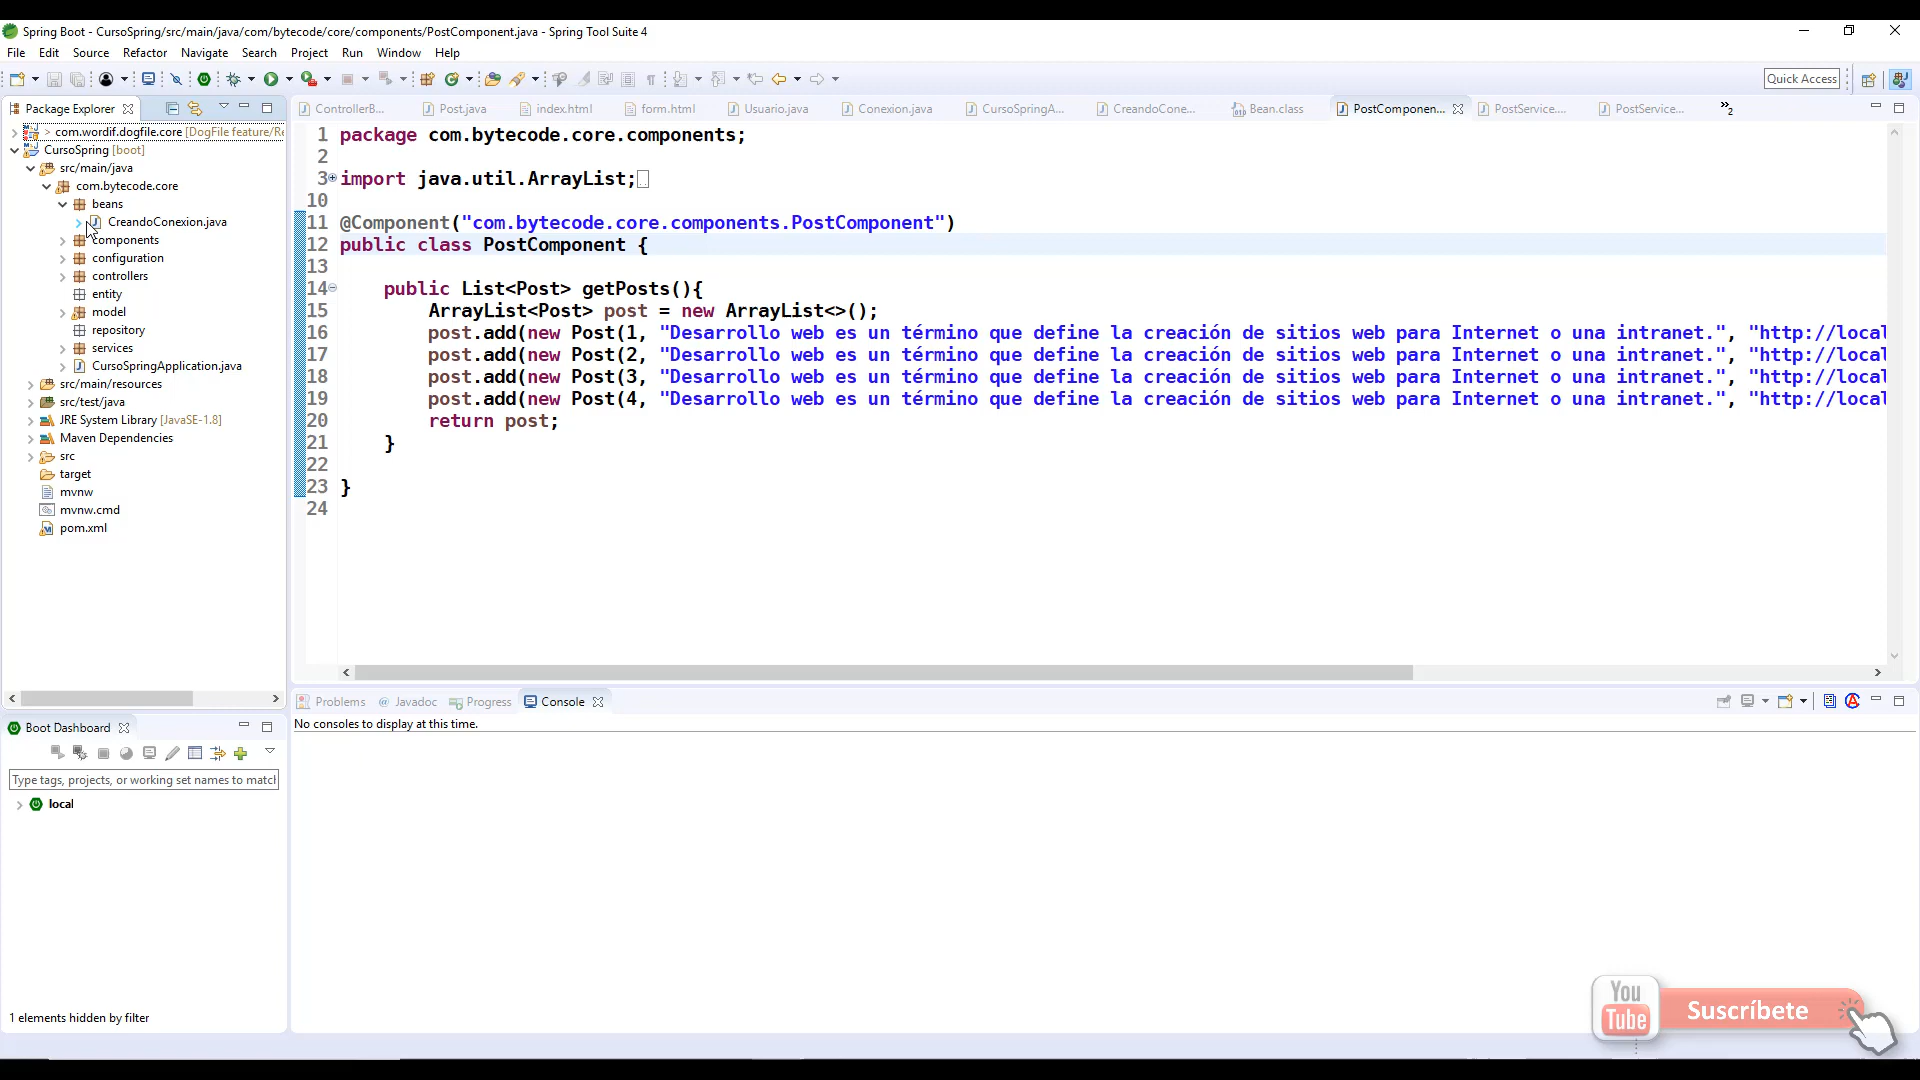 Spring Boot - CursoSpring/src/main/java/com/bytecode/core/components/PostComponent.java - Spring Tool Suite 4
File Edit Source Refactor Navigate Search Project Run Window Help
Quick Access
Package Explorer
ControllerB... Post.java index.html form.html Usuario.java Conexion.java CursoSpringA... CreandoCone... Bean.class PostComponen... PostService.... PostService... »2
> com.wordif.dogfile.core [DogFile feature/Re
CursoSpring [boot]
src/main/java
com.bytecode.core
beans
CreandoConexion.java
components
configuration
controllers
entity
model
repository
services
CursoSpringApplication.java
src/main/resources
src/test/java
JRE System Library [JavaSE-1.8]
Maven Dependencies
src
target
mvnw
mvnw.cmd
pom.xml
1 package com.bytecode.core.components;
2
3 import java.util.ArrayList;
10
11 @Component("com.bytecode.core.components.PostComponent")
12 public class PostComponent {
13
14 public List<Post> getPosts(){
15 ArrayList<Post> post = new ArrayList<>();
16 post.add(new Post(1, "Desarrollo web es un término que define la creación de sitios web para Internet o una intranet.", "http://local
17 post.add(new Post(2, "Desarrollo web es un término que define la creación de sitios web para Internet o una intranet.", "http://local
18 post.add(new Post(3, "Desarrollo web es un término que define la creación de sitios web para Internet o una intranet.", "http://local
19 post.add(new Post(4, "Desarrollo web es un término que define la creación de sitios web para Internet o una intranet.", "http://local
20 return post;
21 }
22
23 }
24
Problems Javadoc Progress Console
No consoles to display at this time.
Boot Dashboard
Type tags, projects, or working set names to match
local
1 elements hidden by filter
You
Tube
Suscríbete